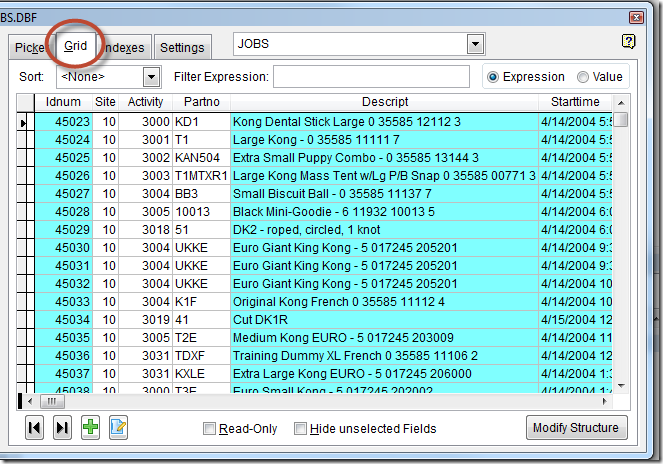 BS.DBF
Picke Grid Indexes Settings JOBS
Sort: <None> Filter Expression: Expression Value
Idnum Site Activity Partno Descript Starttime
45023 10 3000 KD1 Kong Dental Stick Large 0 35585 12112 3 4/14/2004 5:5
45024 10 3001 T1 Large Kong - 0 35585 11111 7 4/14/2004 5:5
45025 10 3002 KAN504 Extra Small Puppy Combo - 0 35585 13144 3 4/14/2004 5:5
45026 10 3003 T1MTXR1 Large Kong Mass Tent w/Lg P/B Snap 0 35585 00771 3 4/14/2004 5:5
45027 10 3004 BB3 Small Biscuit Ball - 0 35585 11137 7 4/14/2004 5:5
45028 10 3005 10013 Black Mini-Goodie - 6 11932 10013 5 4/14/2004 6:0
45029 10 3018 51 DK2 - roped, circled, 1 knot 4/14/2004 6:0
45030 10 3004 UKKE Euro Giant King Kong - 5 017245 205201 4/14/2004 9:3
45031 10 3004 UKKE Euro Giant King Kong - 5 017245 205201 4/14/2004 9:3
45032 10 3004 UKKE Euro Giant King Kong - 5 017245 205201 4/14/2004 10
45033 10 3004 K1F Original Kong French 0 35585 11112 4 4/14/2004 10
45034 10 3019 41 Cut DK1R 4/15/2004 12
45035 10 3005 T2E Medium Kong EURO - 5 017245 203009 4/14/2004 11
45036 10 3031 TDXF Training Dummy XL French 0 35585 11106 2 4/14/2004 12
45037 10 3031 KXLE Extra Large Kong EURO - 5 017245 206000 4/14/2004 1:3
45038 10 3000 T3E Euro Small Kong - 5 017245 202002 4/14/2004 2:
Read-Only Hide unselected Fields Modify Structure